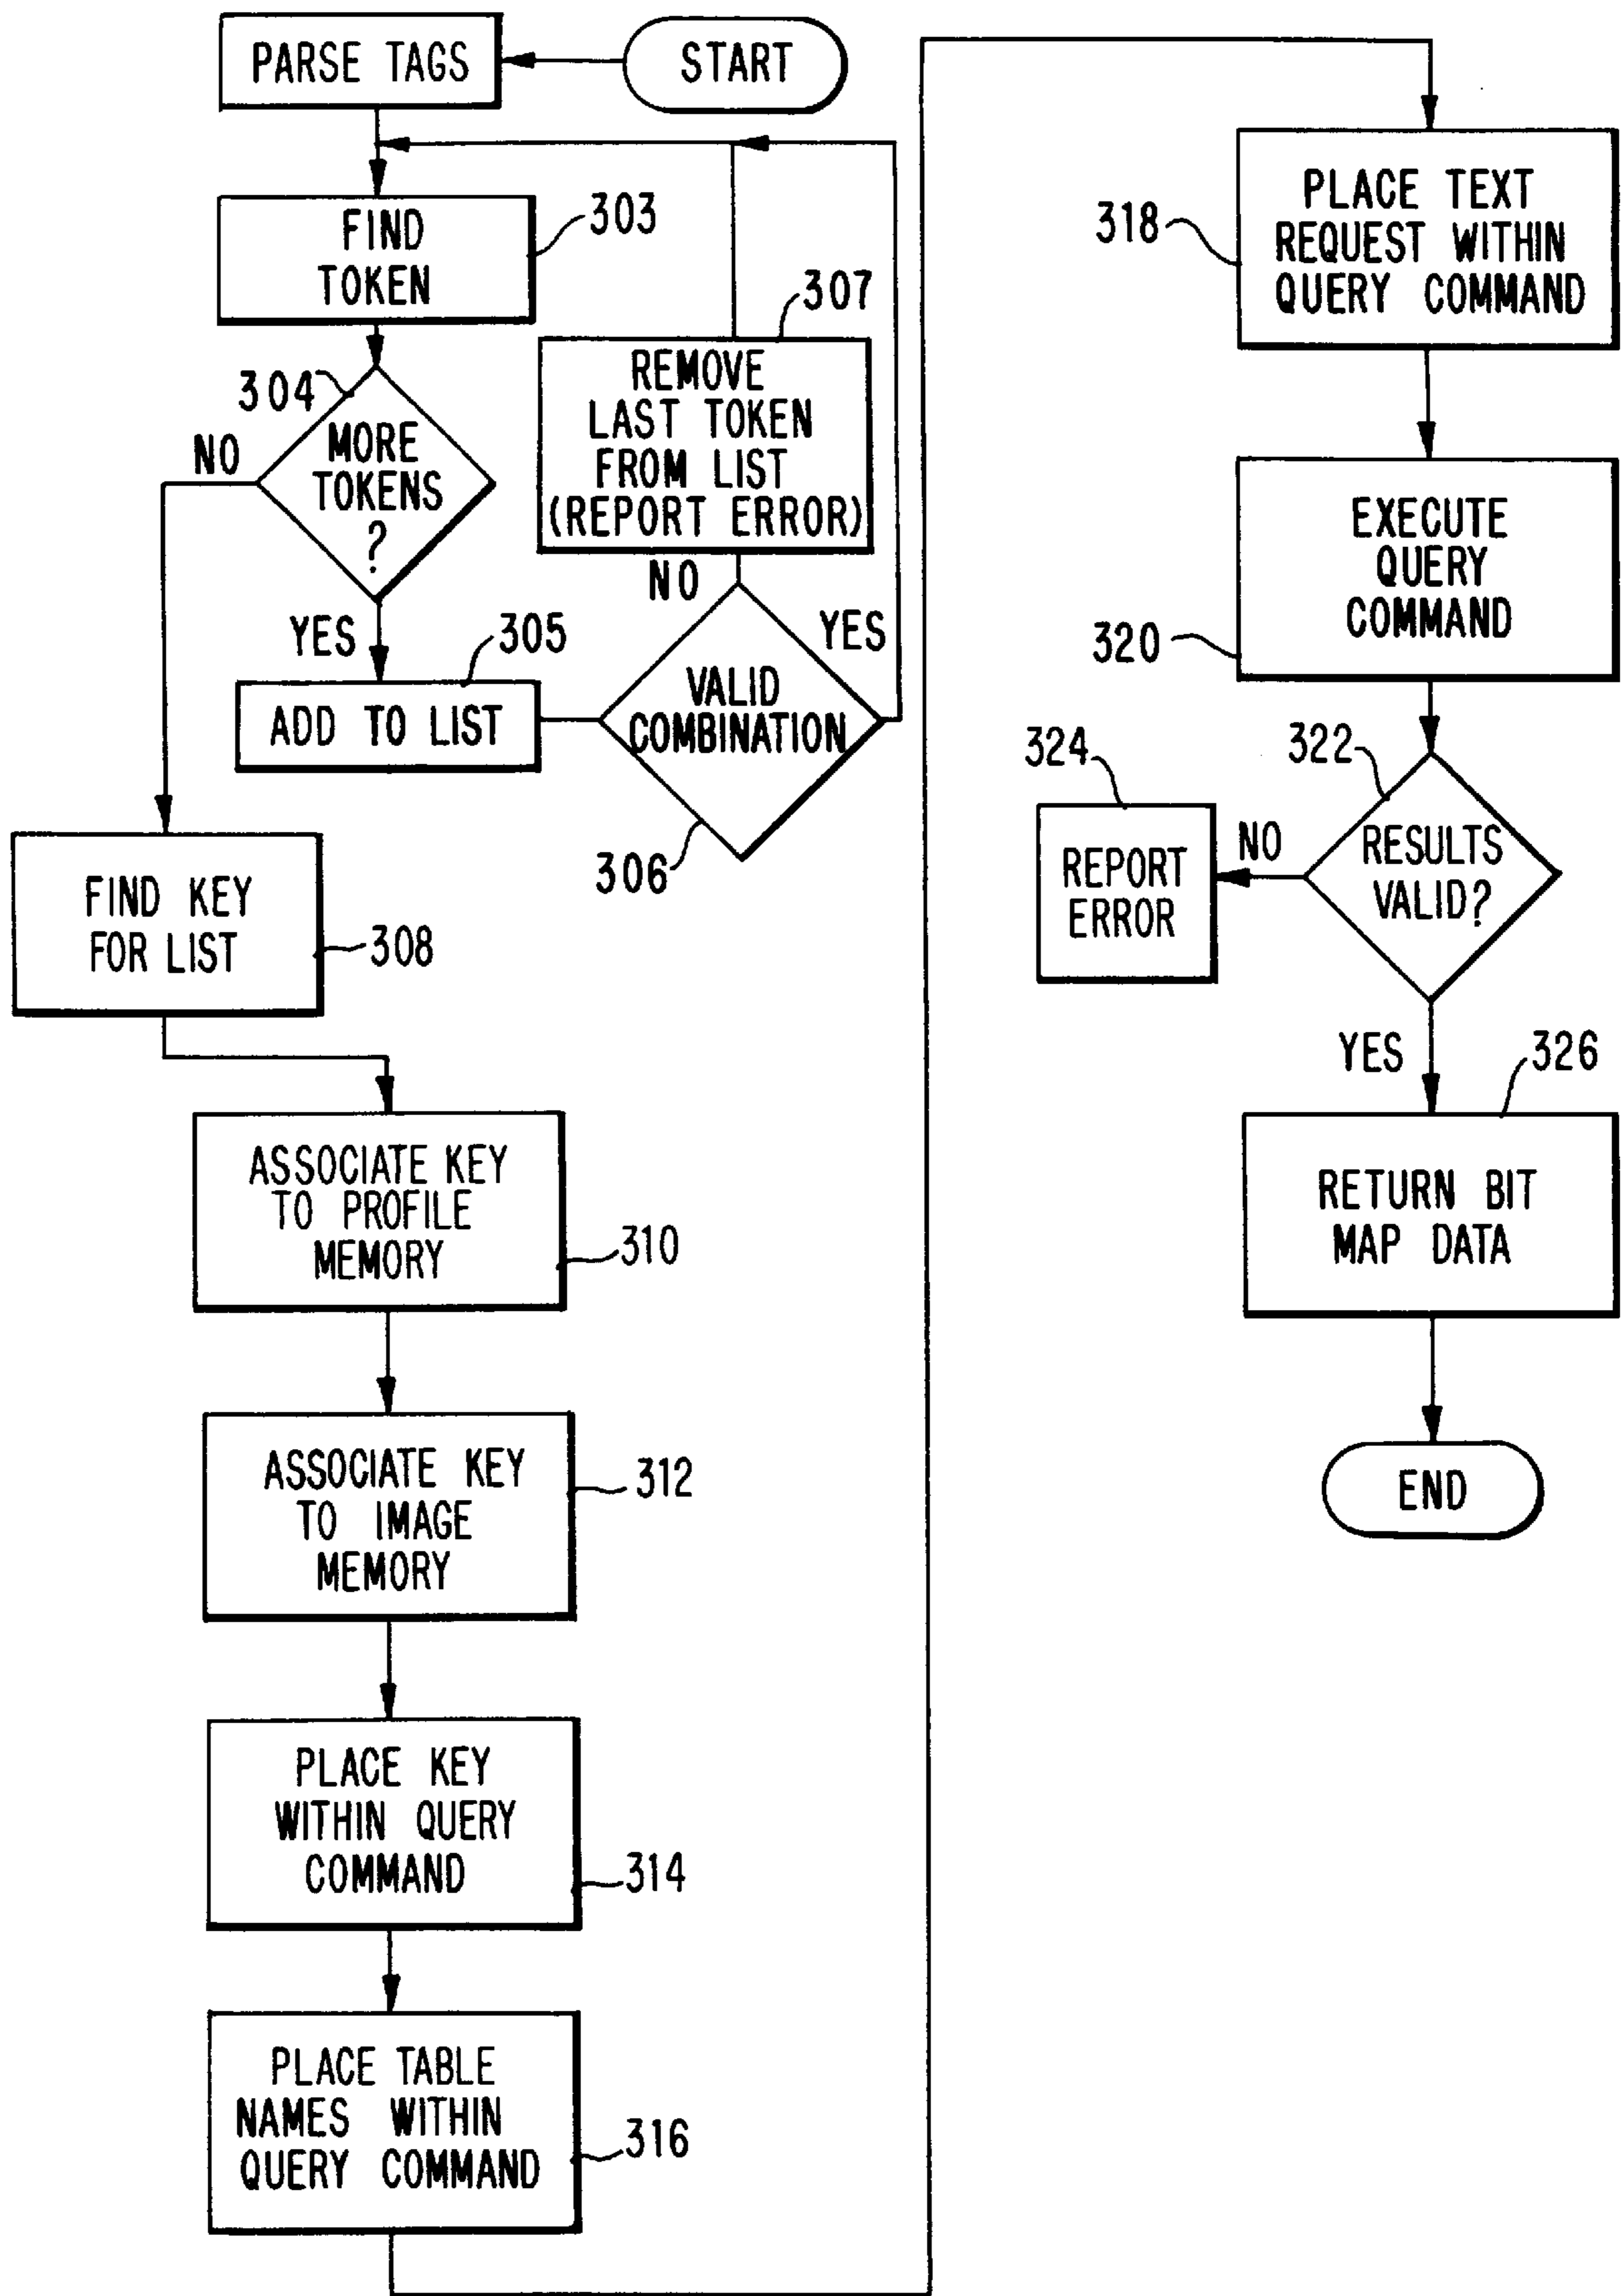 PARSE TAGS
START
FIND
TOKEN
303
304
MORE
TOKENS
?
NO
YES
305
ADD TO LIST
307
REMOVE
LAST TOKEN
FROM LIST
(REPORT ERROR)
NO
YES
VALID
COMBINATION
306
FIND KEY
FOR LIST
308
ASSOCIATE KEY
TO PROFILE
MEMORY
310
ASSOCIATE KEY
TO IMAGE
MEMORY
312
PLACE KEY
WITHIN QUERY
COMMAND
314
PLACE TABLE
NAMES WITHIN
QUERY COMMAND
316
318
PLACE TEXT
REQUEST WITHIN
QUERY COMMAND
EXECUTE
QUERY
COMMAND
320
322
RESULTS
VALID?
NO
324
REPORT
ERROR
YES
326
RETURN BIT
MAP DATA
END